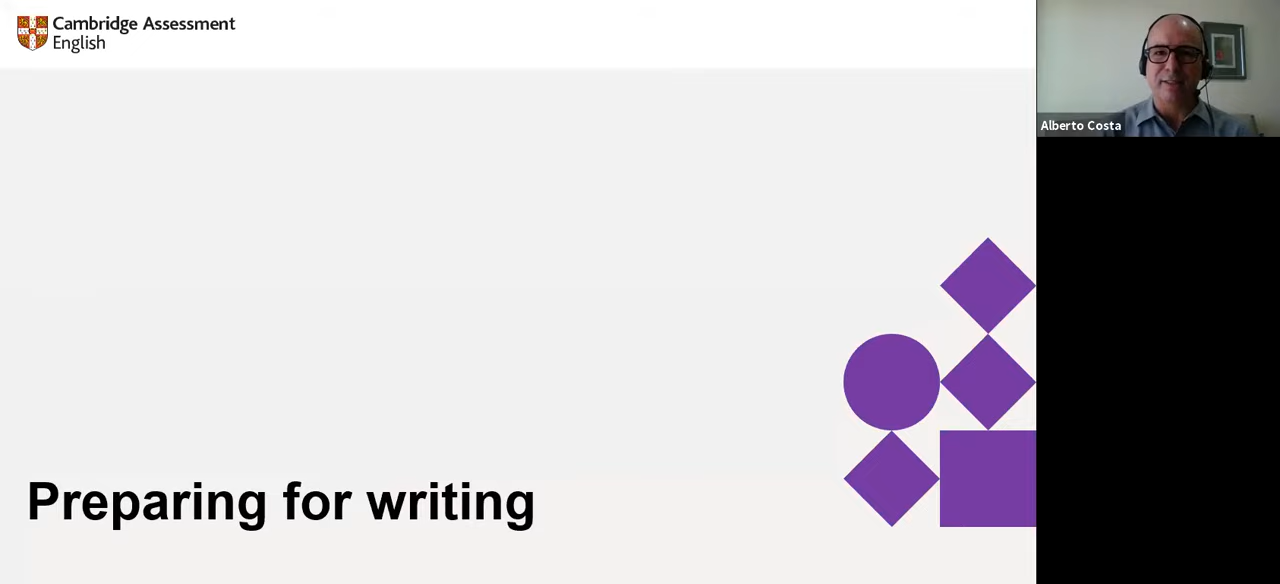 Cambridge Assessment
English
Alberto Costa
Preparing for writing